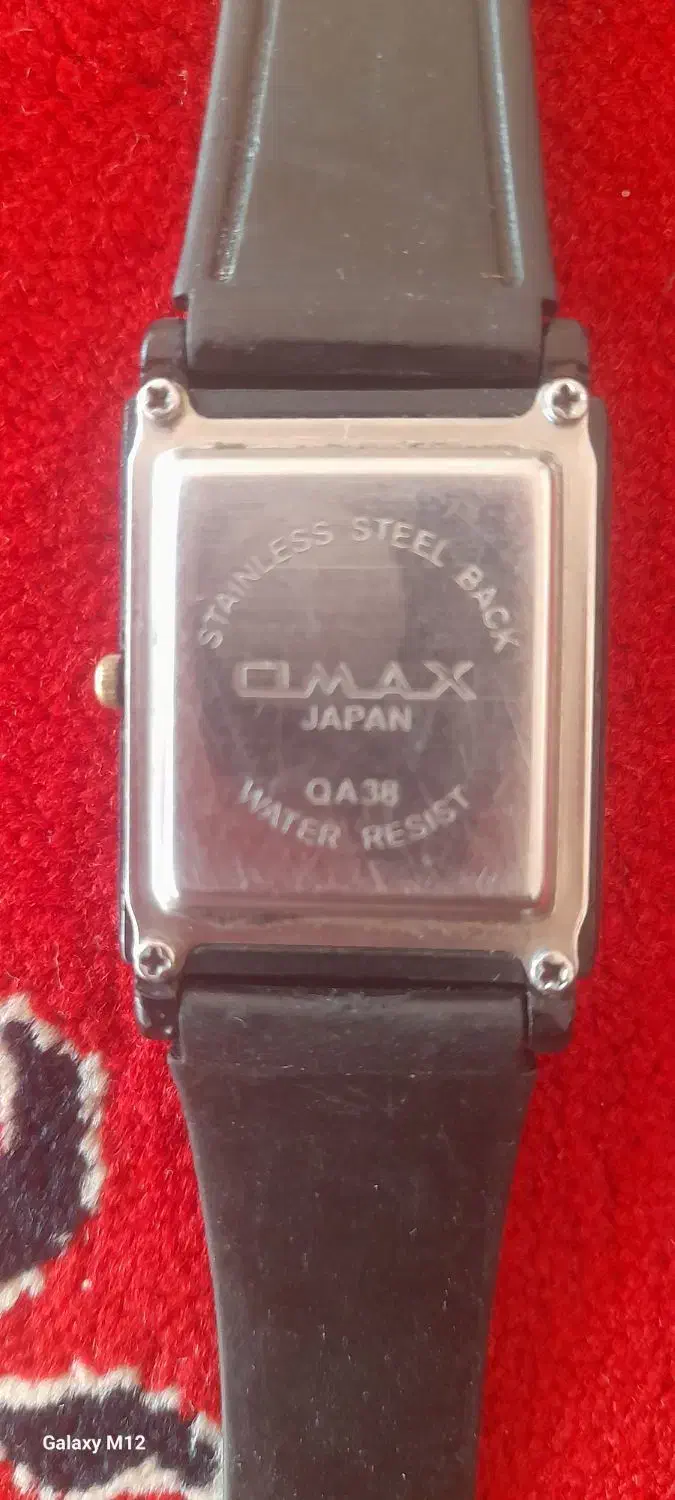 STAINLESS STEEL BACK
OMAX
JAPAN
QA38
WATER RESIST
Galaxy M12